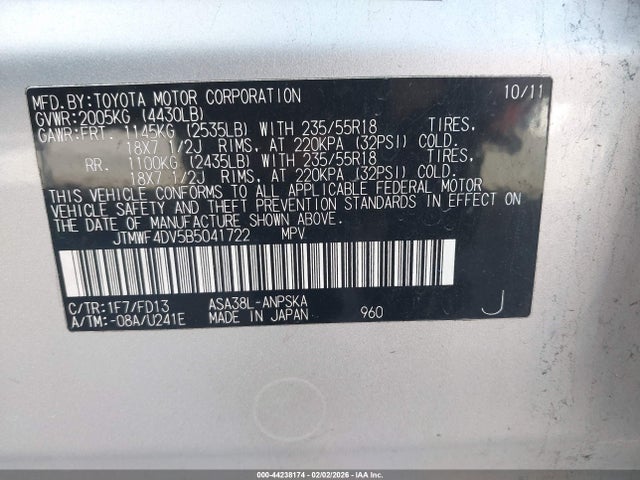 MFD.BY:TOYOTA MOTOR CORPORATION 10/11
GVWR:2005KG (4430LB)
GAWR:FRT. 1145KG (2535LB) WITH 235/55R18 TIRES,
18X7 1/2J RIMS, AT 220KPA (32PSI) COLD.
RR. 1100KG (2435LB) WITH 235/55R18 TIRES,
18X7 1/2J RIMS, AT 220KPA (32PSI) COLD.
THIS VEHICLE CONFORMS TO ALL APPLICABLE FEDERAL MOTOR
VEHICLE SAFETY AND THEFT PREVENTION STANDARDS IN EFFECT ON
THE DATE OF MANUFACTURE SHOWN ABOVE.
JTMWF4DV5B5041722 MPV
C/TR:1F7/FD13 ASA38L-ANPSKA
A/TM:-08A/U241E MADE IN JAPAN 960 J
000-44238174 - 02/02/2026 - IAAI.com